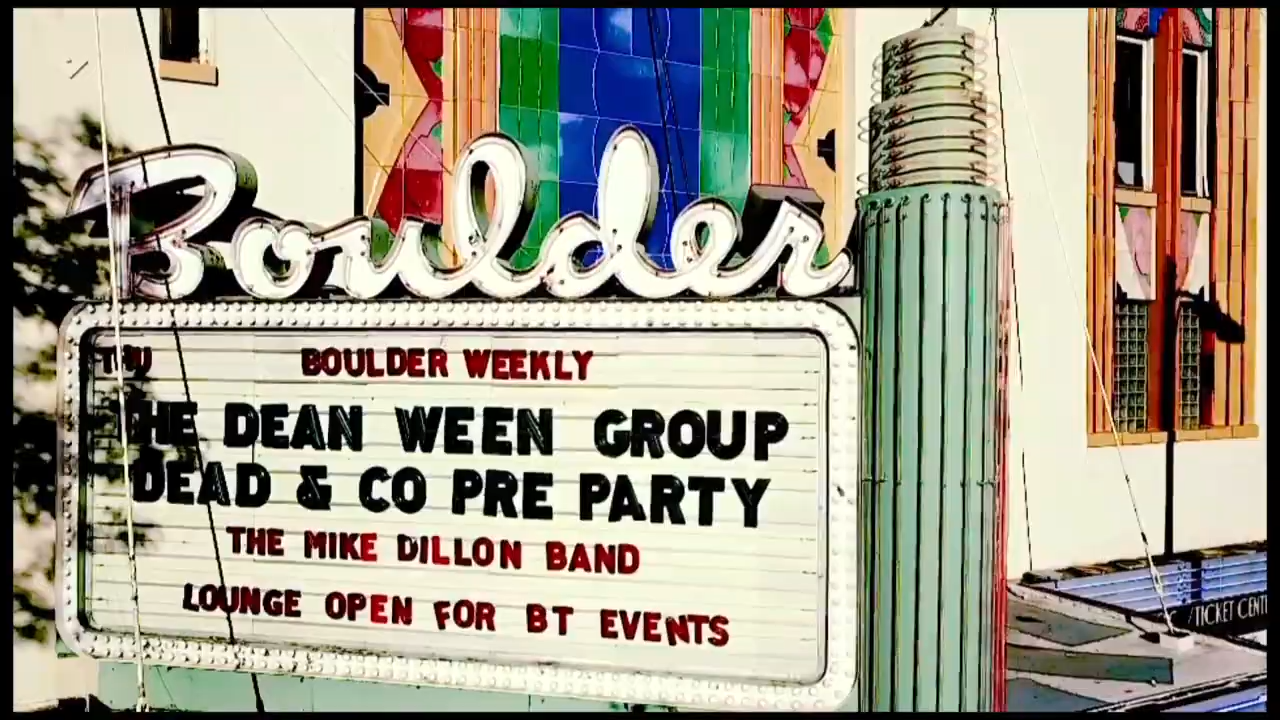 Boulder
THU BOULDER WEEKLY
THE DEAN WEEN GROUP
DEAD & CO PRE PARTY
THE MIKE DILLON BAND
LOUNGE OPEN FOR BT EVENTS
TICKET